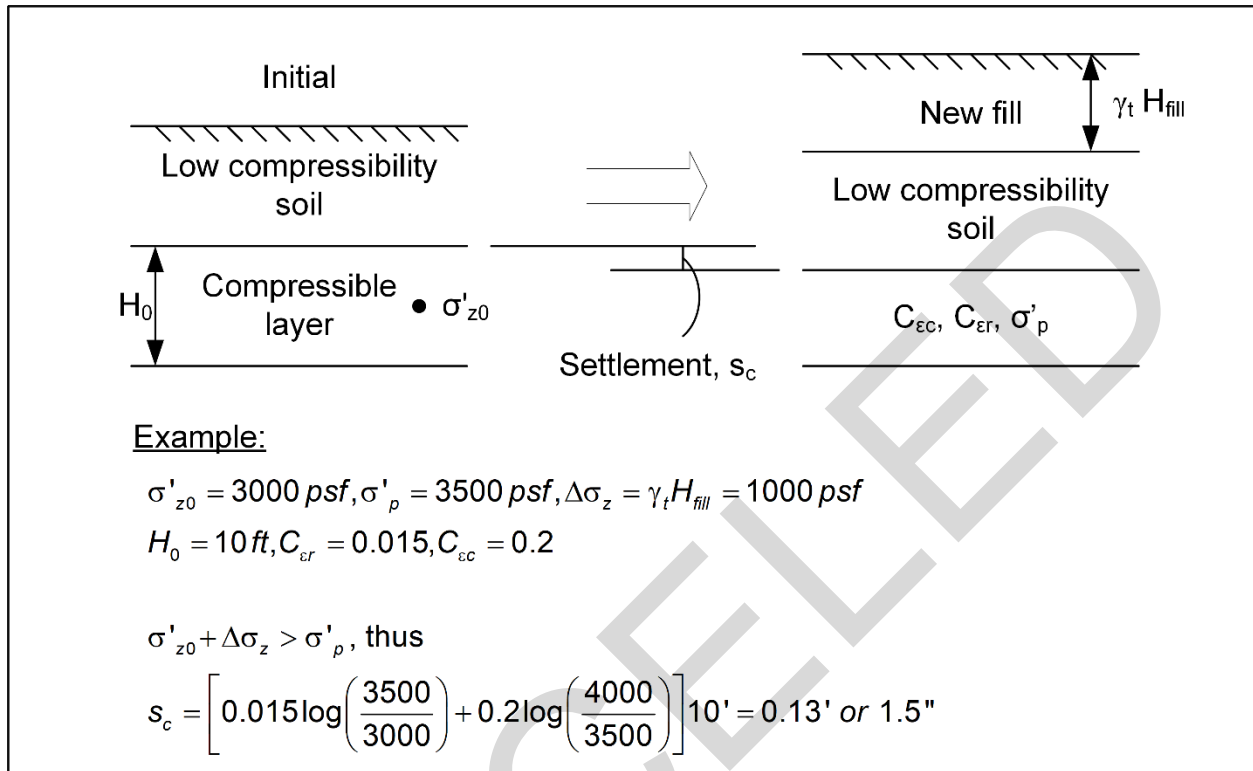 Initial
New fill
γt Hfill
Low compressibility
soil
Low compressibility
soil
H0
Compressible
layer
• σ'z0
Cεc, Cεr, σ'p
Settlement, sc
Example:
σ'z0 = 3000 psf, σ'p = 3500 psf, Δσz = γt Hfill = 1000 psf
H0 = 10 ft, Cεr = 0.015, Cεc = 0.2
σ'z0 + Δσz > σ'p, thus
sc = [0.015 log(3500/3000) + 0.2 log(4000/3500)] 10' = 0.13' or 1.5"
CELED